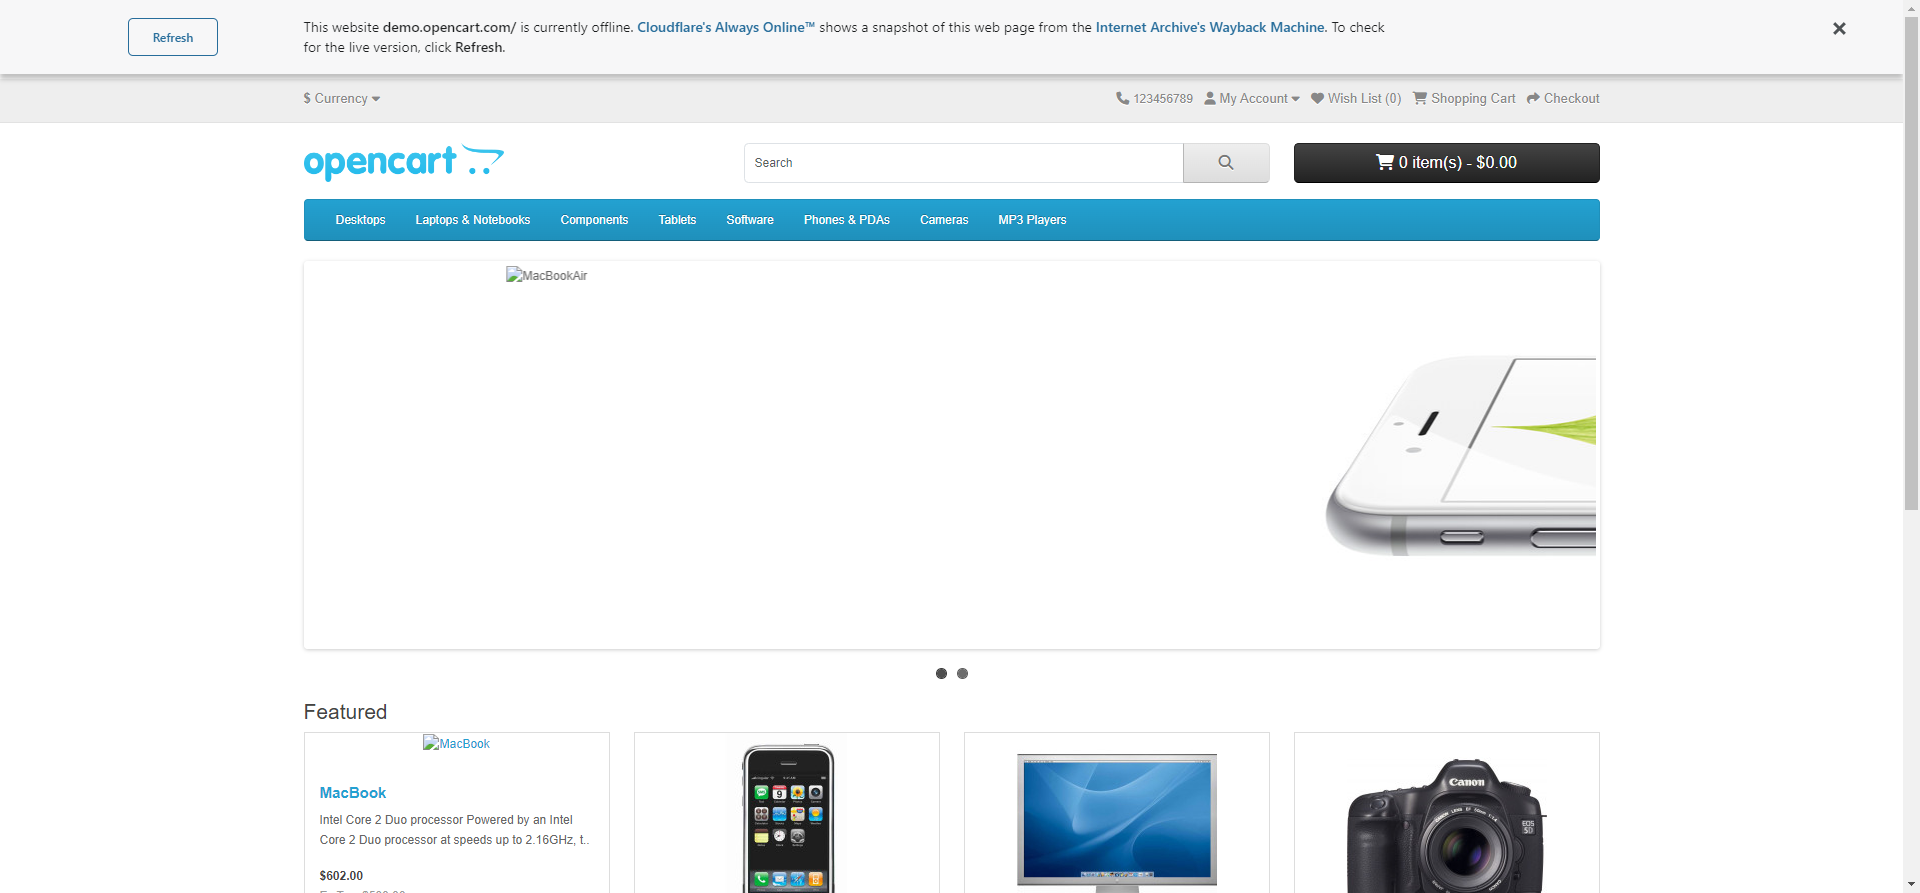 Refresh
This website demo.opencart.com/ is currently offline. Cloudflare's Always Online™ shows a snapshot of this web page from the Internet Archive's Wayback Machine. To check
for the live version, click Refresh.
$ Currency
123456789 My Account Wish List (0) Shopping Cart Checkout
opencart
Search
0 item(s) - $0.00
Desktops Laptops & Notebooks Components Tablets Software Phones & PDAs Cameras MP3 Players
MacBookAir
Featured
MacBook
MacBook
Intel Core 2 Duo processor Powered by an Intel
Core 2 Duo processor at speeds up to 2.16GHz, t..
$602.00
Canon
EOS
5D